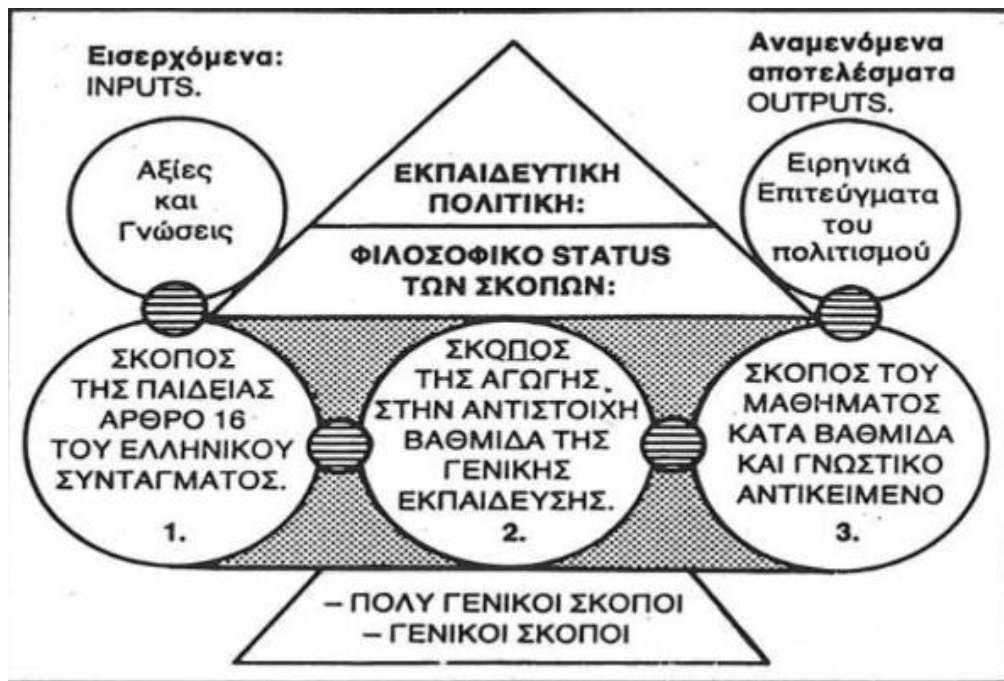 Εισερχόμενα:
INPUTS.
Αξίες
και
Γνώσεις
Αναμενόμενα
αποτελέσματα
OUTPUTS.
Ειρηνικά
Επιτεύγματα
του
πολιτισμού
ΕΚΠΑΙΔΕΥΤΙΚΗ
ΠΟΛΙΤΙΚΗ:
ΦΙΛΟΣΟΦΙΚΟ STATUS
ΤΩΝ ΣΚΟΠΩΝ:
ΣΚΟΠΟΣ
ΤΗΣ ΠΑΙΔΕΙΑΣ
ΑΡΘΡΟ 16
ΤΟΥ ΕΛΛΗΝΙΚΟΥ
ΣΥΝΤΑΓΜΑΤΟΣ.
1.
ΣΚΟΠΟΣ
ΤΗΣ ΑΓΩΓΗΣ
ΣΤΗΝ ΑΝΤΙΣΤΟΙΧΗ
ΒΑΘΜΙΔΑ ΤΗΣ
ΓΕΝΙΚΗΣ
ΕΚΠΑΙΔΕΥΣΗΣ.
2.
ΣΚΟΠΟΣ ΤΟΥ
ΜΑΘΗΜΑΤΟΣ
ΚΑΤΑ ΒΑΘΜΙΔΑ
ΚΑΙ ΓΝΩΣΤΙΚΟ
ΑΝΤΙΚΕΙΜΕΝΟ
3.
– ΠΟΛΥ ΓΕΝΙΚΟΙ ΣΚΟΠΟΙ
– ΓΕΝΙΚΟΙ ΣΚΟΠΟΙ